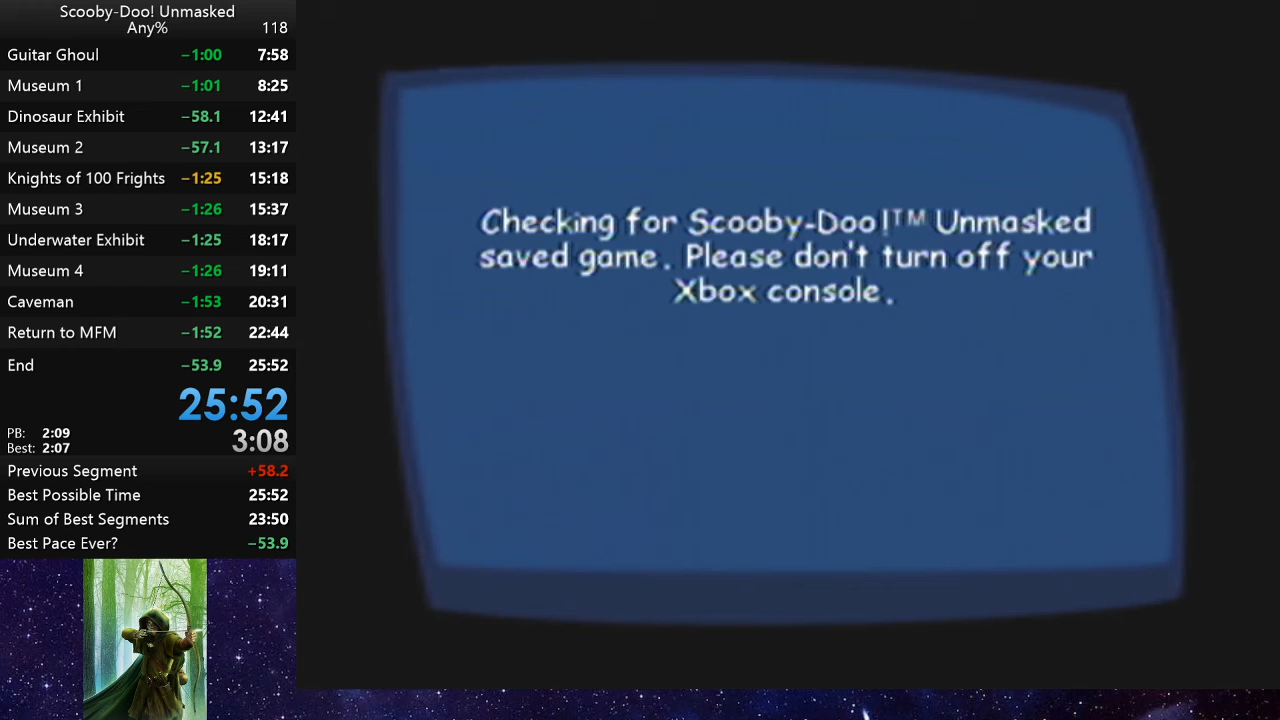 Scooby-Doo! Unmasked
Any% 118
Guitar Ghoul −1:00 7:58
Museum 1 −1:01 8:25
Dinosaur Exhibit −58.1 12:41
Museum 2 −57.1 13:17
Knights of 100 Frights −1:25 15:18
Museum 3 −1:26 15:37
Underwater Exhibit −1:25 18:17
Museum 4 −1:26 19:11
Caveman −1:53 20:31
Return to MFM −1:52 22:44
End −53.9 25:52
25:52
PB: 2:09
Best: 2:07
3:08
Previous Segment +58.2
Best Possible Time 25:52
Sum of Best Segments 23:50
Best Pace Ever? −53.9
Checking for Scooby-Doo!™ Unmasked
saved game. Please don't turn off your
Xbox console.